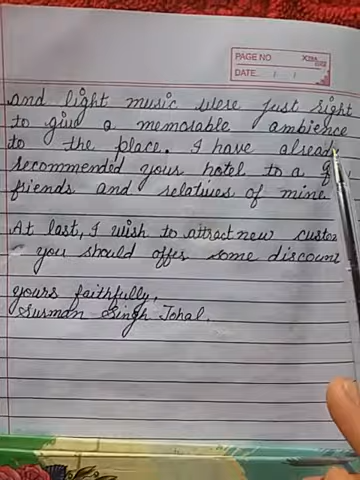 PAGE NO
DATE / /
and light music were just right
to give a memorable ambience
to the place. I have already
recommended your hotel to a
friends and relatives of mine
At last, I wish to attract new
you should offer some discount
yours faithfully,
Singh Johal.